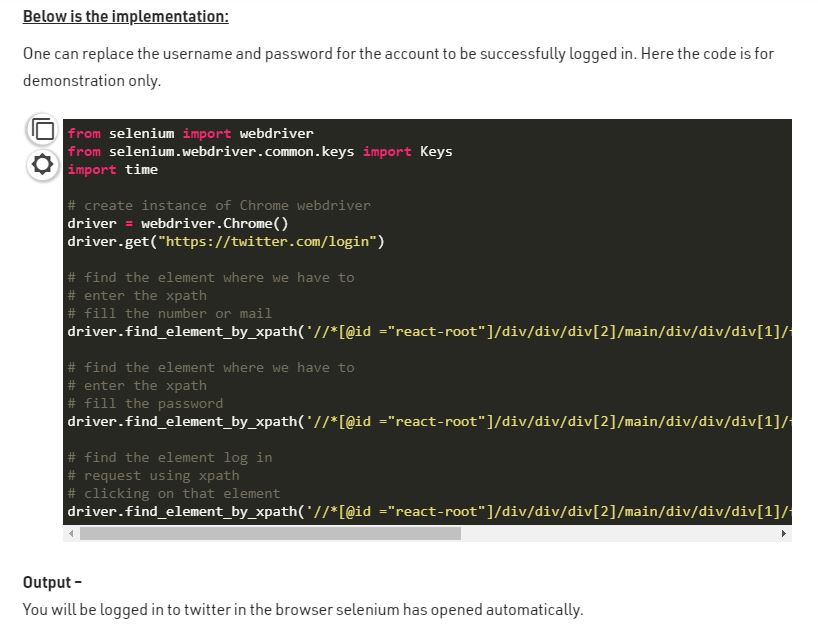 Below is the implementation:
One can replace the username and password for the account to be successfully logged in. Here the code is for
demonstration only.
from selenium import webdriver
from selenium.webdriver.common.keys import Keys
import time
# create instance of Chrome webdriver
driver = webdriver.Chrome()
driver.get("https://twitter.com/login")
# find the element where we have to
# enter the xpath
# fill the number or mail
driver.find_element_by_xpath('//*[@id ="react-root"]/div/div/div[2]/main/div/div/div[1]/
# find the element where we have to
# enter the xpath
# fill the password
driver.find_element_by_xpath('//*[@id ="react-root"]/div/div/div[2]/main/div/div/div[1]/
# find the element log in
# request using xpath
# clicking on that element
driver.find_element_by_xpath('//*[@id ="react-root"]/div/div/div[2]/main/div/div/div[1]/
Output –
You will be logged in to twitter in the browser selenium has opened automatically.